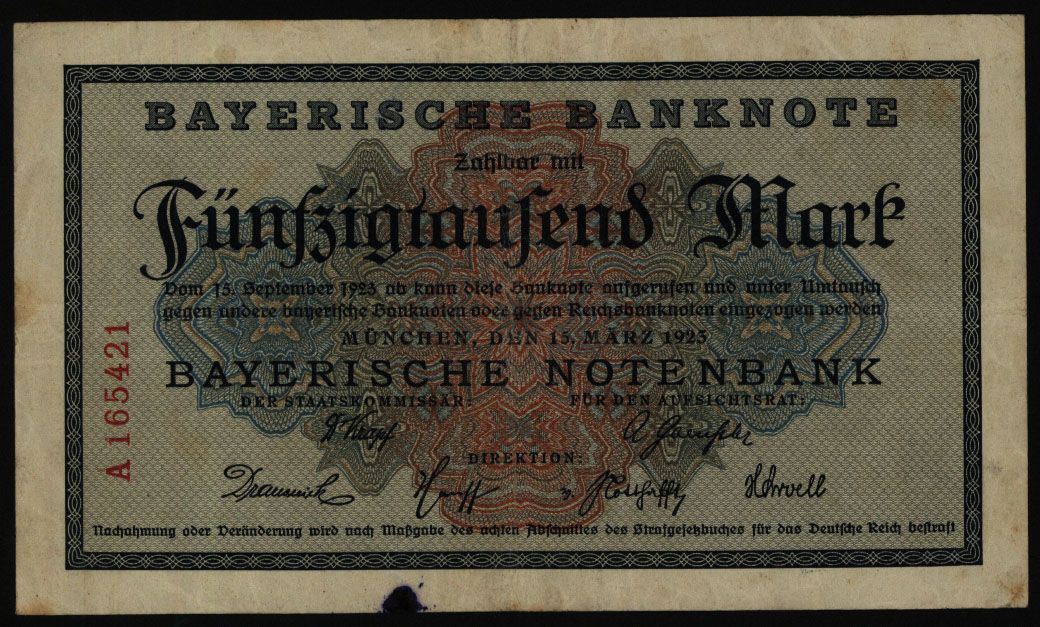 BAYERISCHE BANKNOTE
Zahlbar mit
Fünfzigtausend Mark
Vom 15. September 1923 ab kann diese Banknote aufgerufen und unter Umtausch
gegen andere bayerische Banknoten oder gegen Reichsbanknoten eingezogen werden
MÜNCHEN, DEN 15. MÄRZ 1923
BAYERISCHE NOTENBANK
DER STAATSKOMMISSÄR: FÜR DEN AUFSICHTSRAT:
DIREKTION:
Nachahmung oder Veränderung wird nach Maßgabe des achten Abschnittes des Strafgesetzbuches für das Deutsche Reich bestraft
A 165421